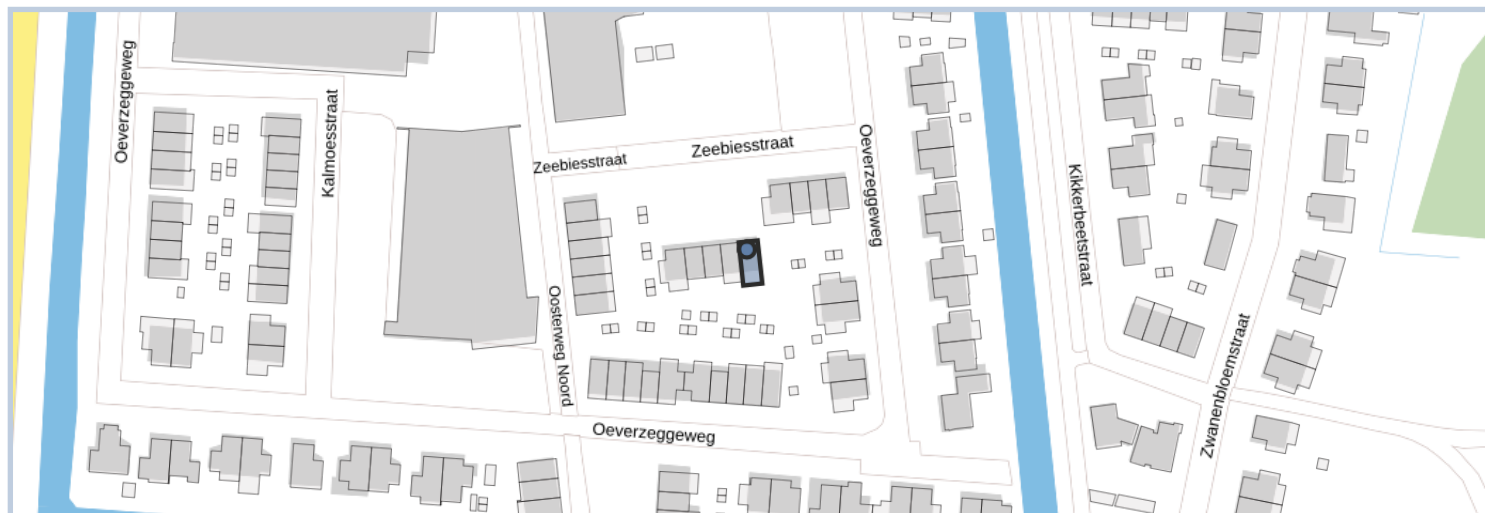 Oeverzeggeweg
Kalmoesstraat
Zeebiesstraat
Zeebiesstraat
Oeverzeggeweg
Kikkerbeetstraat
Oosterweg Noord
Zwanenbloemstraat
Oeverzeggeweg